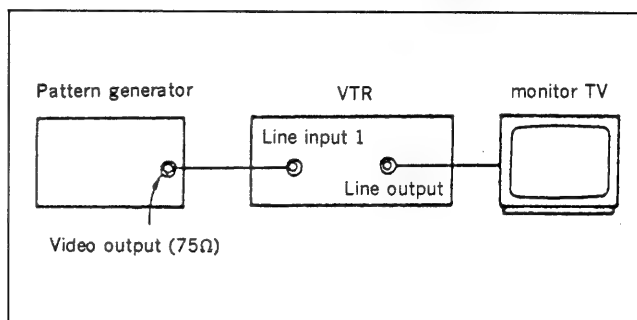 Pattern generator
VTR
monitor TV
Line input 1
Line output
Video output (75Ω)